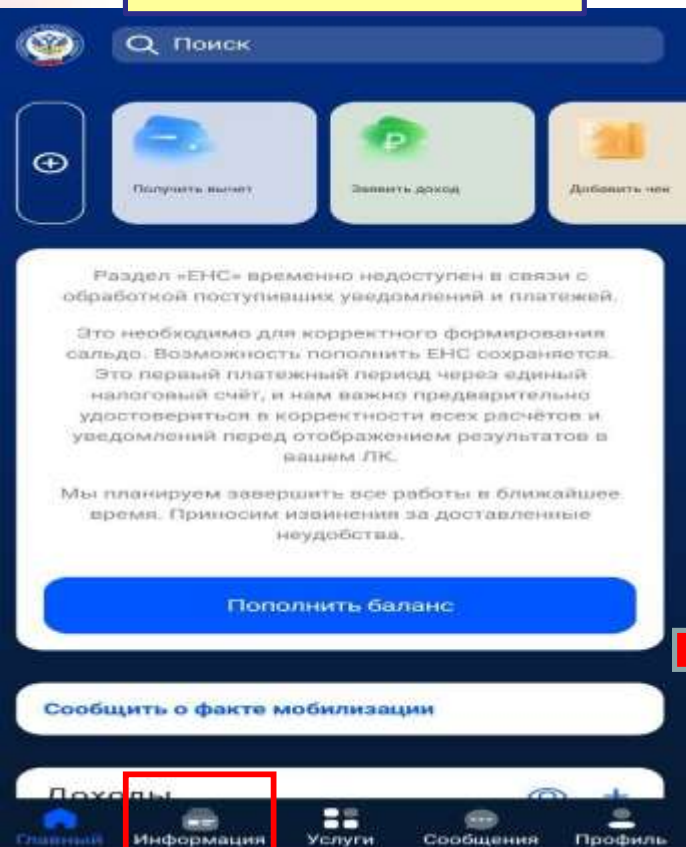 Поиск
Получить вычет
Заявить доход
Добавить чек
Раздел «ЕНС» временно недоступен в связи с
обработкой поступивших уведомлений и платежей.
Это необходимо для корректного формирования
сальдо. Возможность пополнить ЕНС сохраняется.
Это первый платежный период через единый
налоговый счёт, и нам важно предварительно
удостовериться в корректности всех расчётов и
уведомлений перед отображением результатов в
вашем ЛК.
Мы планируем завершить все работы в ближайшее
время. Приносим извинения за доставленные
неудобства.
Пополнить баланс
Сообщить о факте мобилизации
Доходы
Главный
Информация
Услуги
Сообщения
Профиль